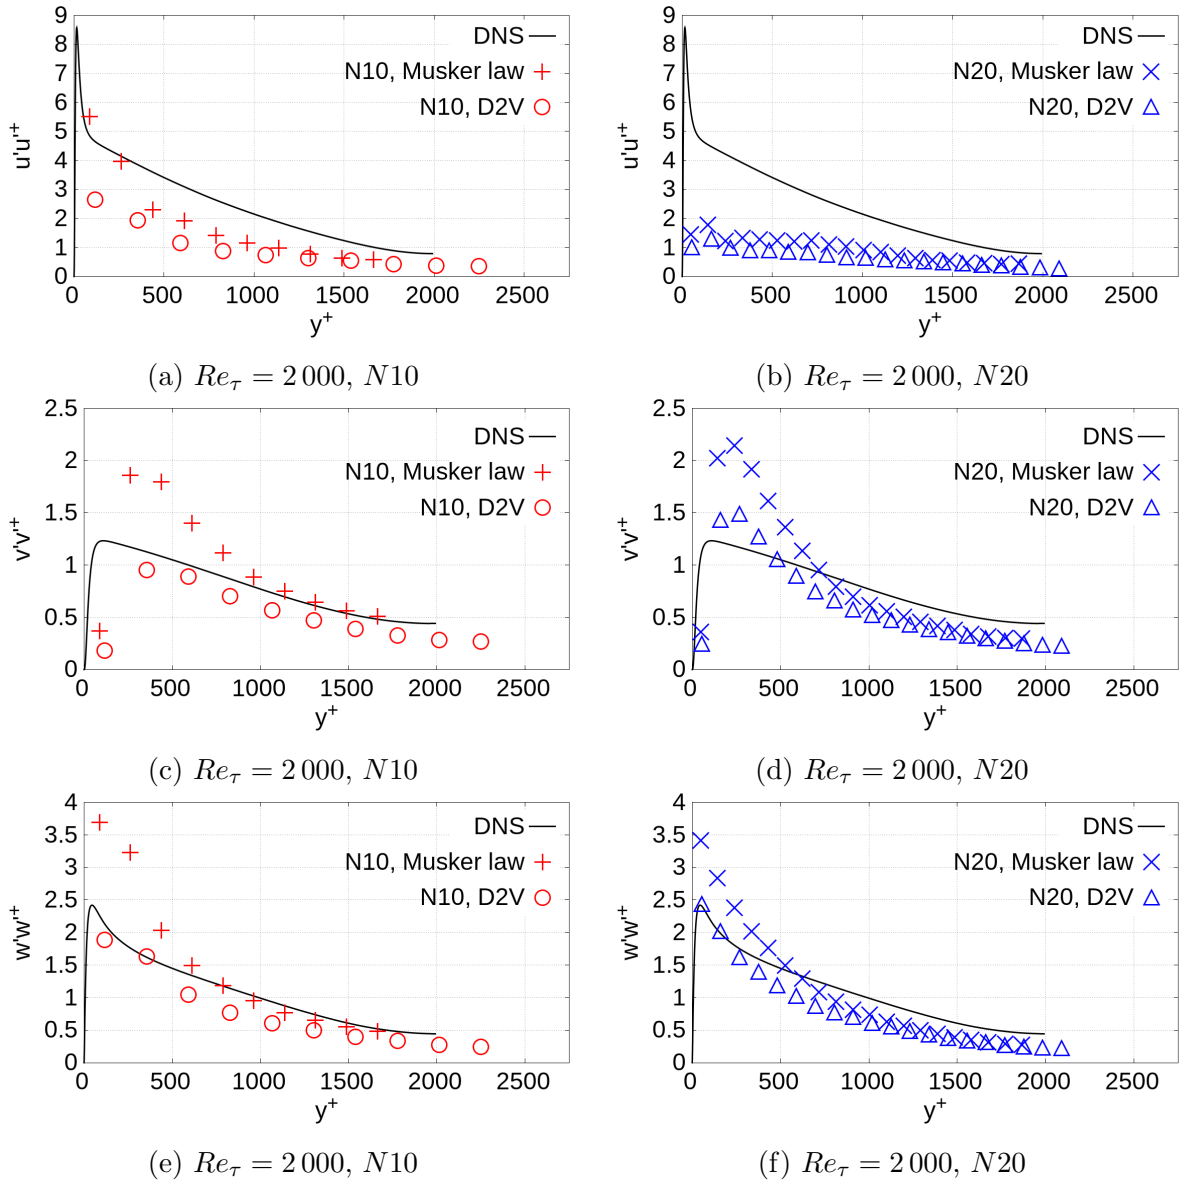 9
8
7
6
5
4
3
2
1
0
u'u'+
DNS
N10, Musker law
N10, D2V
0 500 1000 1500 2000 2500
y+
(a) Reτ = 2 000, N10
9
8
7
6
5
4
3
2
1
0
u'u'+
DNS
N20, Musker law
N20, D2V
0 500 1000 1500 2000 2500
y+
(b) Reτ = 2 000, N20
2.5
2
1.5
1
0.5
0
v'v'+
DNS
N10, Musker law
N10, D2V
0 500 1000 1500 2000 2500
y+
(c) Reτ = 2 000, N10
2.5
2
1.5
1
0.5
0
v'v'+
DNS
N20, Musker law
N20, D2V
0 500 1000 1500 2000 2500
y+
(d) Reτ = 2 000, N20
4
3.5
3
2.5
2
1.5
1
0.5
0
w'w'+
DNS
N10, Musker law
N10, D2V
0 500 1000 1500 2000 2500
y+
(e) Reτ = 2 000, N10
4
3.5
3
2.5
2
1.5
1
0.5
0
w'w'+
DNS
N20, Musker law
N20, D2V
0 500 1000 1500 2000 2500
y+
(f) Reτ = 2 000, N20